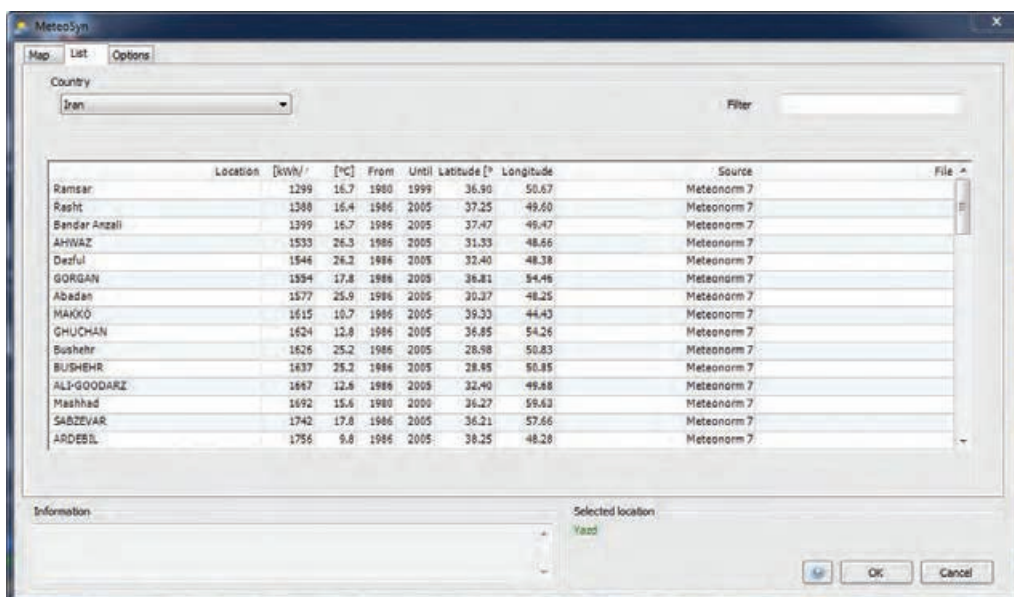 MeteoSyn
Map List Options
Country
Iran
Filter
Location [kWh/ [°C] From Until Latitude [° Longitude Source File
Ramsar 1299 16.7 1980 1999 36.90 50.67 Meteonorm 7
Rasht 1388 16.4 1986 2005 37.25 49.60 Meteonorm 7
Bandar Anzali 1399 16.7 1986 2005 37.47 49.47 Meteonorm 7
AHWAZ 1533 26.3 1986 2005 31.33 48.66 Meteonorm 7
Dezful 1546 26.2 1986 2005 32.40 48.38 Meteonorm 7
GORGAN 1554 17.8 1986 2005 36.81 54.46 Meteonorm 7
Abadan 1577 25.9 1986 2005 30.37 48.25 Meteonorm 7
MAKKO 1615 10.7 1986 2005 39.33 44.43 Meteonorm 7
GHUCHAN 1624 12.8 1986 2005 36.85 54.26 Meteonorm 7
Bushehr 1626 25.2 1986 2005 28.98 50.83 Meteonorm 7
BUSHEHR 1637 25.2 1986 2005 28.95 50.85 Meteonorm 7
ALI-GOODARZ 1667 12.6 1986 2005 32.40 49.68 Meteonorm 7
Mashhad 1692 15.6 1980 2000 36.27 59.63 Meteonorm 7
SABZEVAR 1742 17.8 1986 2005 36.21 57.66 Meteonorm 7
ARDEBIL 1756 9.8 1986 2005 38.25 48.28 Meteonorm 7
Information
Selected location
Yazd
OK Cancel